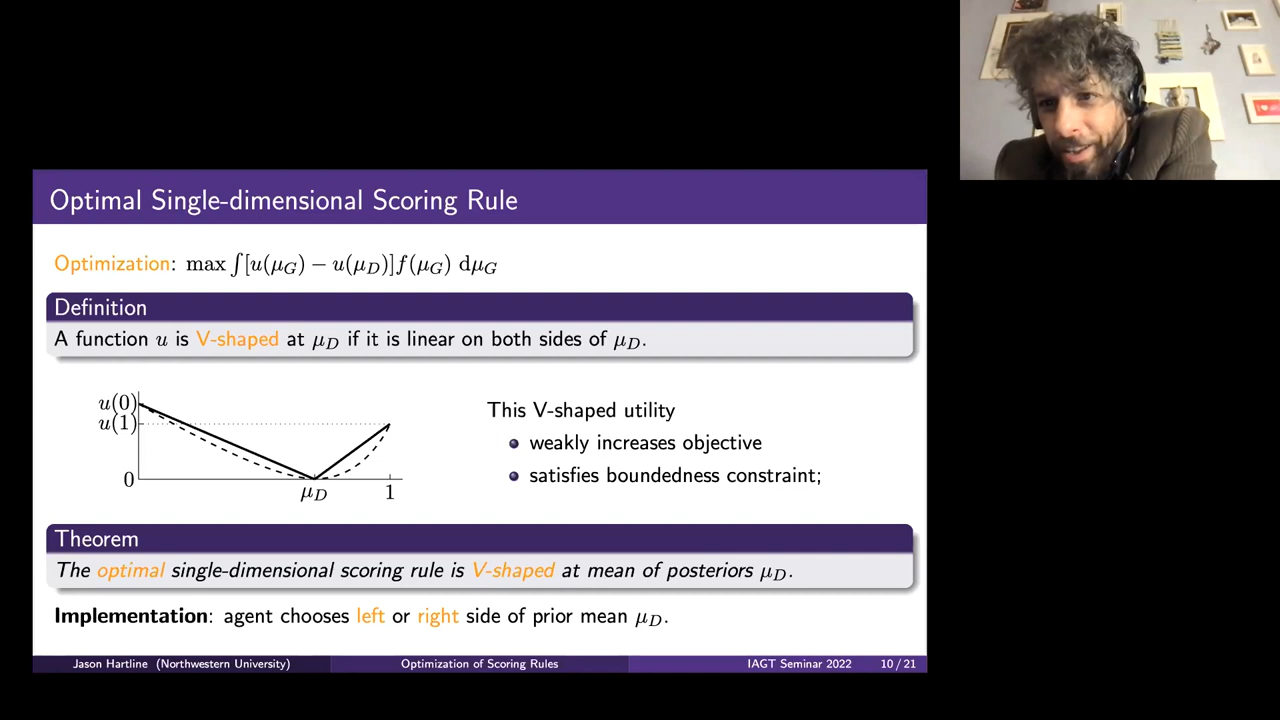 Optimal Single-dimensional Scoring Rule
Optimization: max ∫[u(μ_G) − u(μ_D)]f(μ_G) dμ_G
Definition
A function u is V-shaped at μ_D if it is linear on both sides of μ_D.
u(0)
u(1)
0
μ_D
1
This V-shaped utility
weakly increases objective
satisfies boundedness constraint;
Theorem
The optimal single-dimensional scoring rule is V-shaped at mean of posteriors μ_D.
Implementation: agent chooses left or right side of prior mean μ_D.
Jason Hartline (Northwestern University) Optimization of Scoring Rules IAGT Seminar 2022 10 / 21